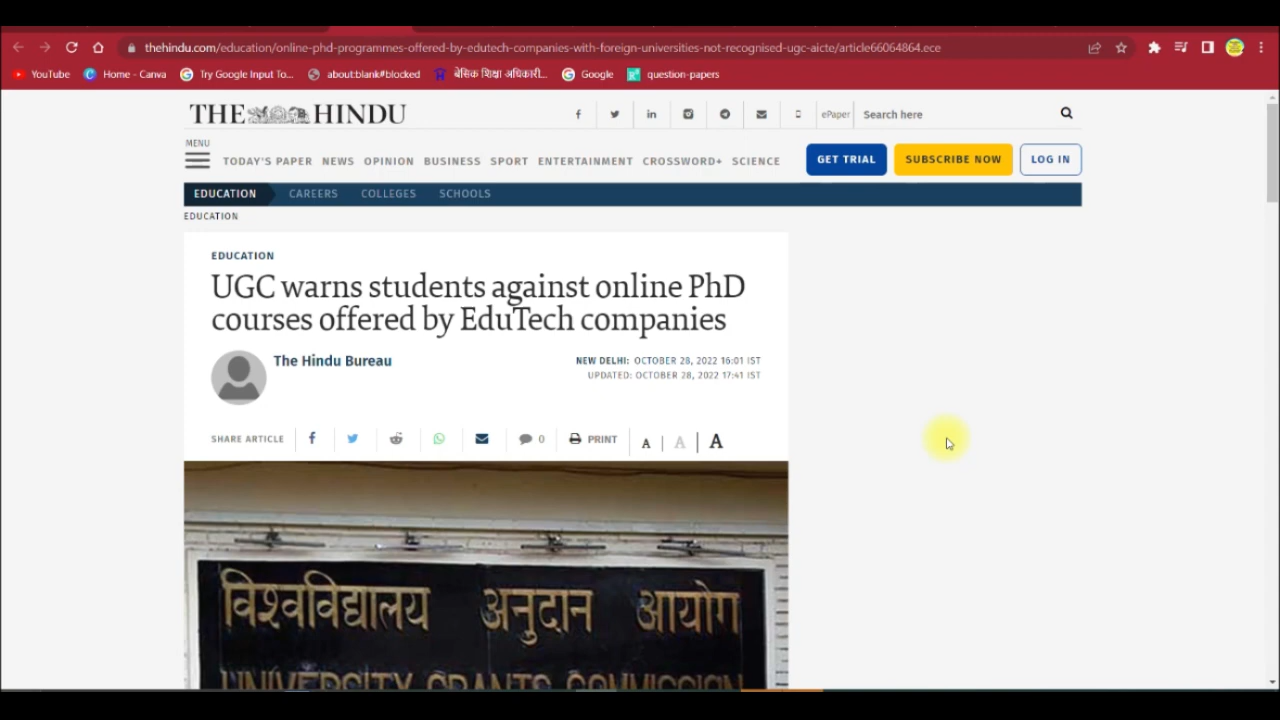 thehindu.com/education/online-phd-programmes-offered-by-edutech-companies-with-foreign-universities-not-recognised-ugc-aicte/article66064864.ece
YouTube Home - Canva Try Google Input To... about:blank#blocked बेसिक शिक्षा अधिकारी... Google question-papers
THE HINDU
ePaper Search here
MENU
TODAY'S PAPER NEWS OPINION BUSINESS SPORT ENTERTAINMENT CROSSWORD+ SCIENCE GET TRIAL SUBSCRIBE NOW LOG IN
EDUCATION CAREERS COLLEGES SCHOOLS
EDUCATION
EDUCATION
UGC warns students against online PhD
courses offered by EduTech companies
The Hindu Bureau
NEW DELHI: OCTOBER 28, 2022 16:01 IST
UPDATED: OCTOBER 28, 2022 17:41 IST
SHARE ARTICLE 0 PRINT A A A
विश्वविद्यालय अनुदान आयोग
UNIVERSITY GRANTS COMMISSION